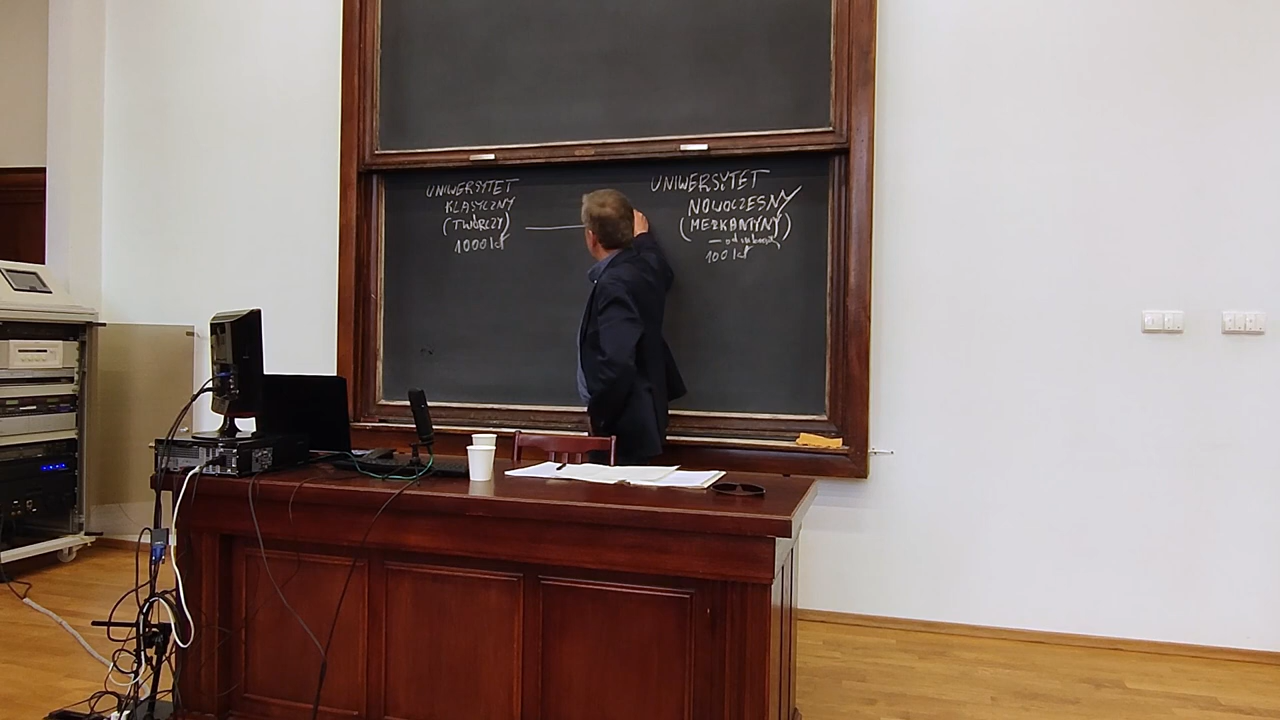 UNIWERSYTET
KLASYCZNY
(TWÓRCZY)
1000 lat
UNIWERSYTET
NOWOCZESNY
(MERKANTYLNY)
100 lat